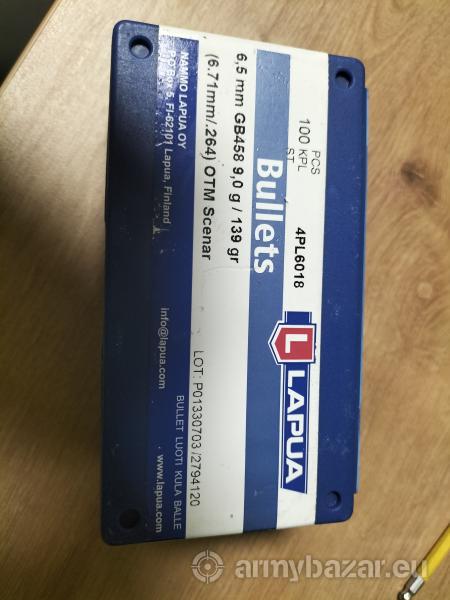 LAPUA
4PL6018
100 PCS
KPL
ST
Bullets
6,5 mm GB458 9,0 g / 139 gr
(6.71mm/.264) OTM Scenar
LOT: P01330703 /2794120
NAMMO LAPUA OY
P.O.Box 5, FI-62101 Lapua, Finland
info@lapua.com
BULLET LUOTI KULA BALLE
www.lapua.com
armybazar.eu